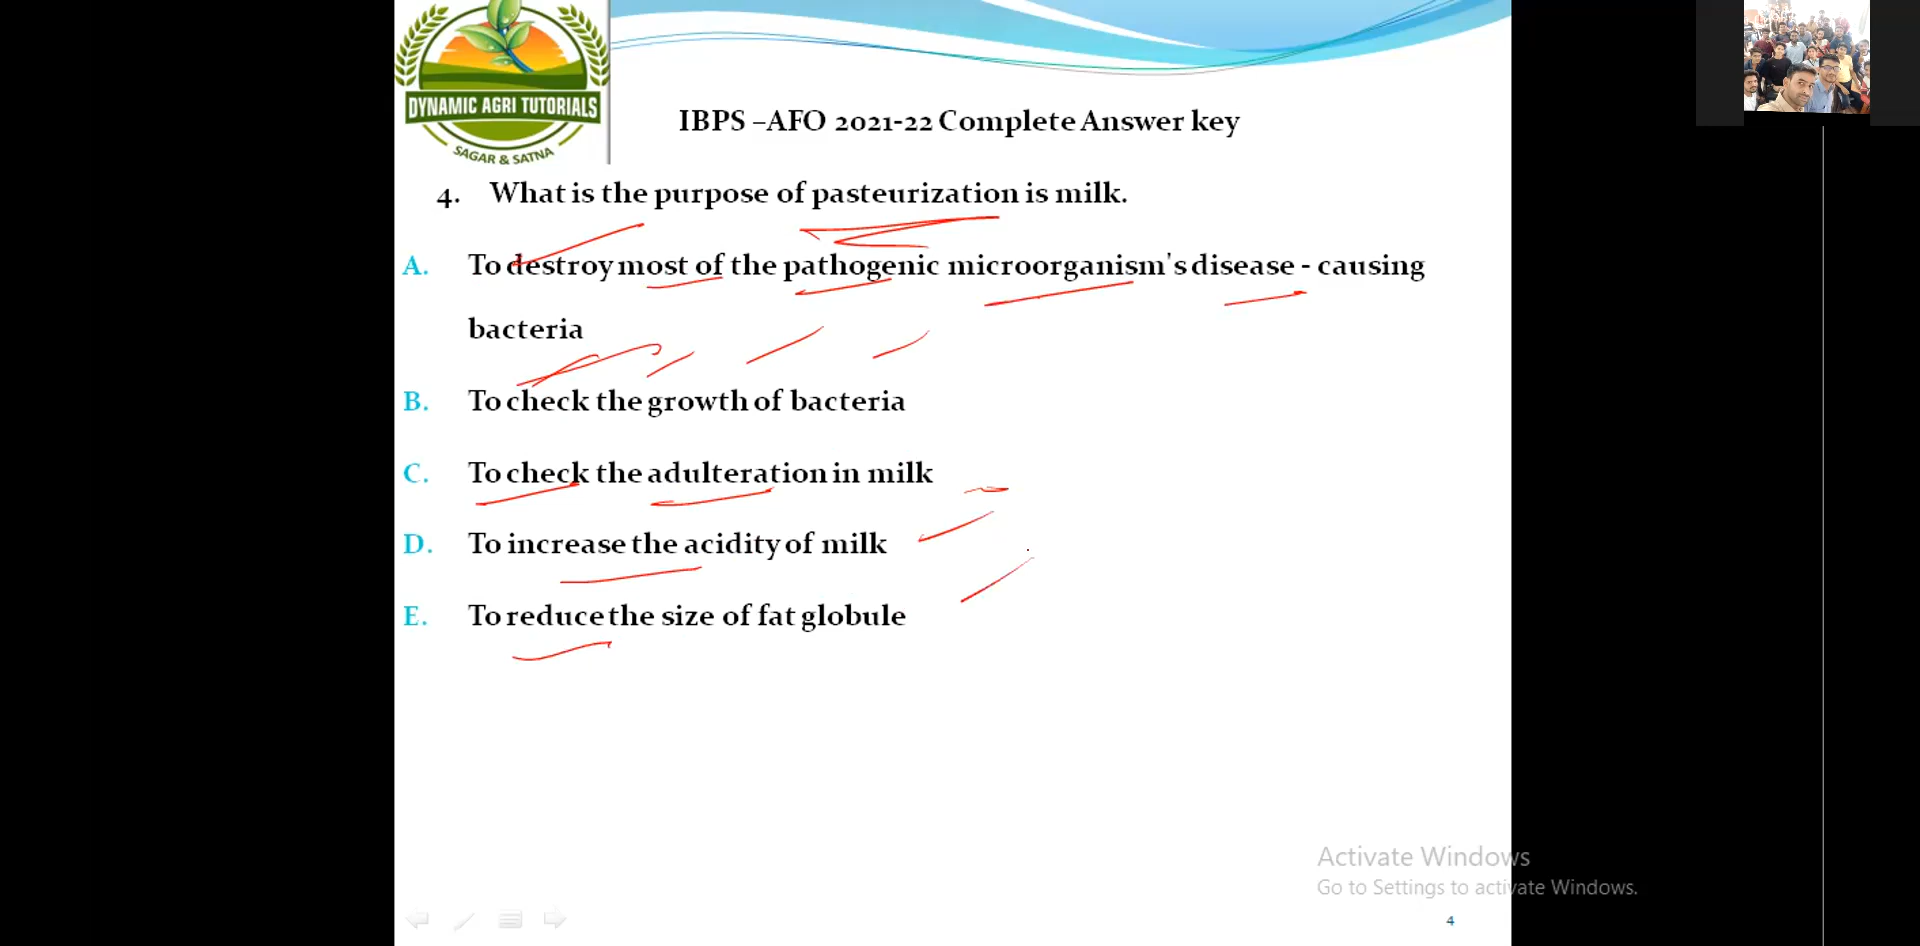 DYNAMIC AGRI TUTORIALS
SAGAR & SATNA
IBPS –AFO 2021-22 Complete Answer key
4. What is the purpose of pasteurization is milk.
A. To destroy most of the pathogenic microorganism's disease - causing
bacteria
B. To check the growth of bacteria
C. To check the adulteration in milk
D. To increase the acidity of milk
E. To reduce the size of fat globule
Activate Windows
Go to Settings to activate Windows.
4